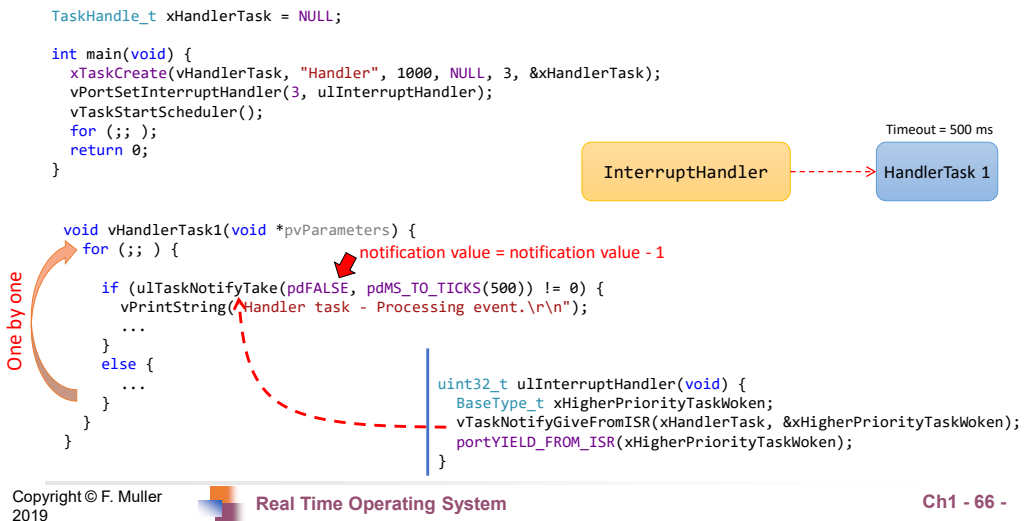 TaskHandle_t xHandlerTask = NULL;
int main(void) {
xTaskCreate(vHandlerTask, "Handler", 1000, NULL, 3, &xHandlerTask);
vPortSetInterruptHandler(3, ulInterruptHandler);
vTaskStartScheduler();
for (;; );
return 0;
}
Timeout = 500 ms
InterruptHandler
HandlerTask 1
void vHandlerTask1(void *pvParameters) {
for (;; ) {
notification value = notification value - 1
One by one
if (ulTaskNotifyTake(pdFALSE, pdMS_TO_TICKS(500)) != 0) {
vPrintString("Handler task - Processing event.\r\n");
...
}
else {
...
}
}
}
uint32_t ulInterruptHandler(void) {
BaseType_t xHigherPriorityTaskWoken;
vTaskNotifyGiveFromISR(xHandlerTask, &xHigherPriorityTaskWoken);
portYIELD_FROM_ISR(xHigherPriorityTaskWoken);
}
Copyright © F. Muller
2019
Real Time Operating System
Ch1 - 66 -